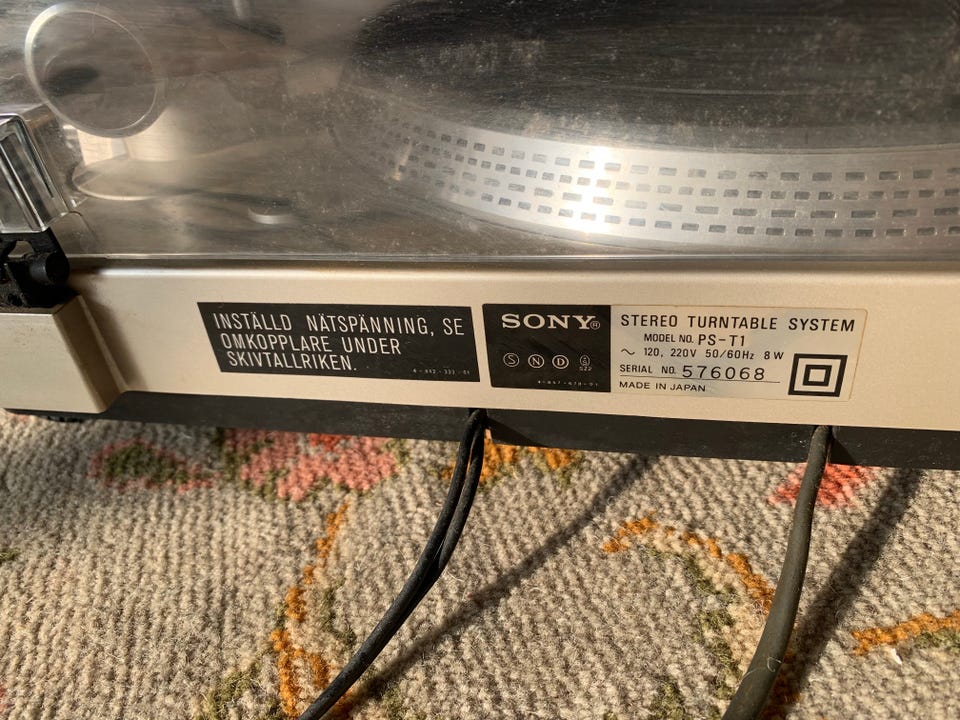 INSTÄLLD NÄTSPÄNNING, SE
OMKOPPLARE UNDER
SKIVTALLRIKEN.
SONY®
STEREO TURNTABLE SYSTEM
MODEL NO. PS-T1
~ 120, 220V 50/60Hz 8W
SERIAL NO. 576068
MADE IN JAPAN
S N D S